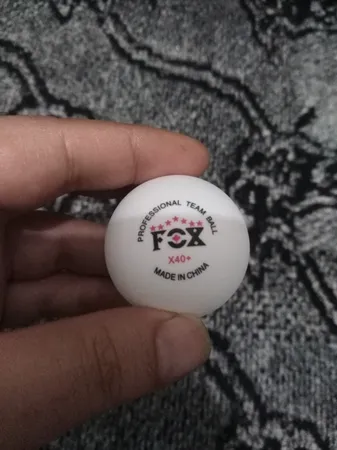 PROFESSIONAL TEAM BALL
FOX
X40+
MADE IN CHINA